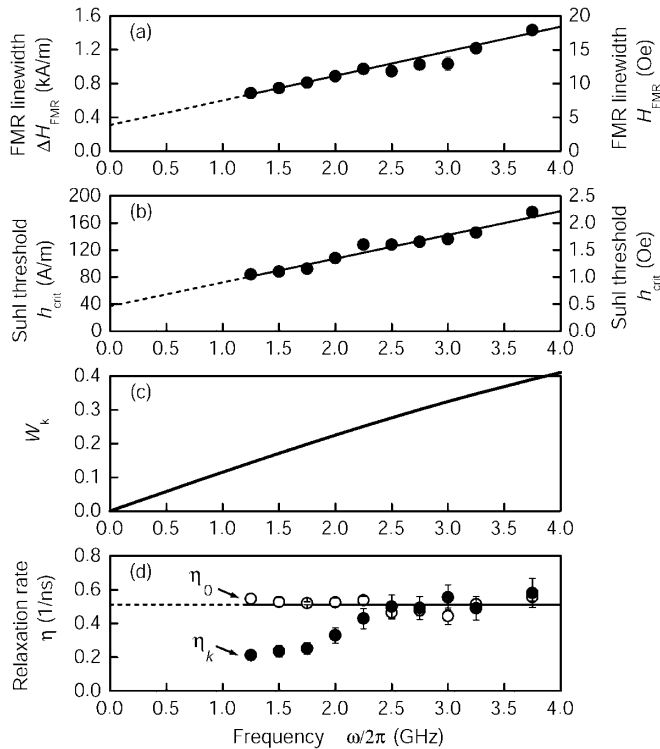 (a)
FMR linewidth
ΔH_FMR (kA/m)
1.6
1.2
0.8
0.4
0.0
20
15
10
5
0
FMR linewidth
H_FMR (Oe)
0.0 0.5 1.0 1.5 2.0 2.5 3.0 3.5 4.0
(b)
Suhl threshold
h_crit (A/m)
200
160
120
80
40
0
2.5
2.0
1.5
1.0
0.5
0.0
Suhl threshold
h_crit (Oe)
0.0 0.5 1.0 1.5 2.0 2.5 3.0 3.5 4.0
(c)
W_k
0.4
0.3
0.2
0.1
0.0
0.0 0.5 1.0 1.5 2.0 2.5 3.0 3.5 4.0
(d)
Relaxation rate
η (1/ns)
0.8
0.6
0.4
0.2
0.0
η_0
η_k
0.0 0.5 1.0 1.5 2.0 2.5 3.0 3.5 4.0
Frequency ω/2π (GHz)